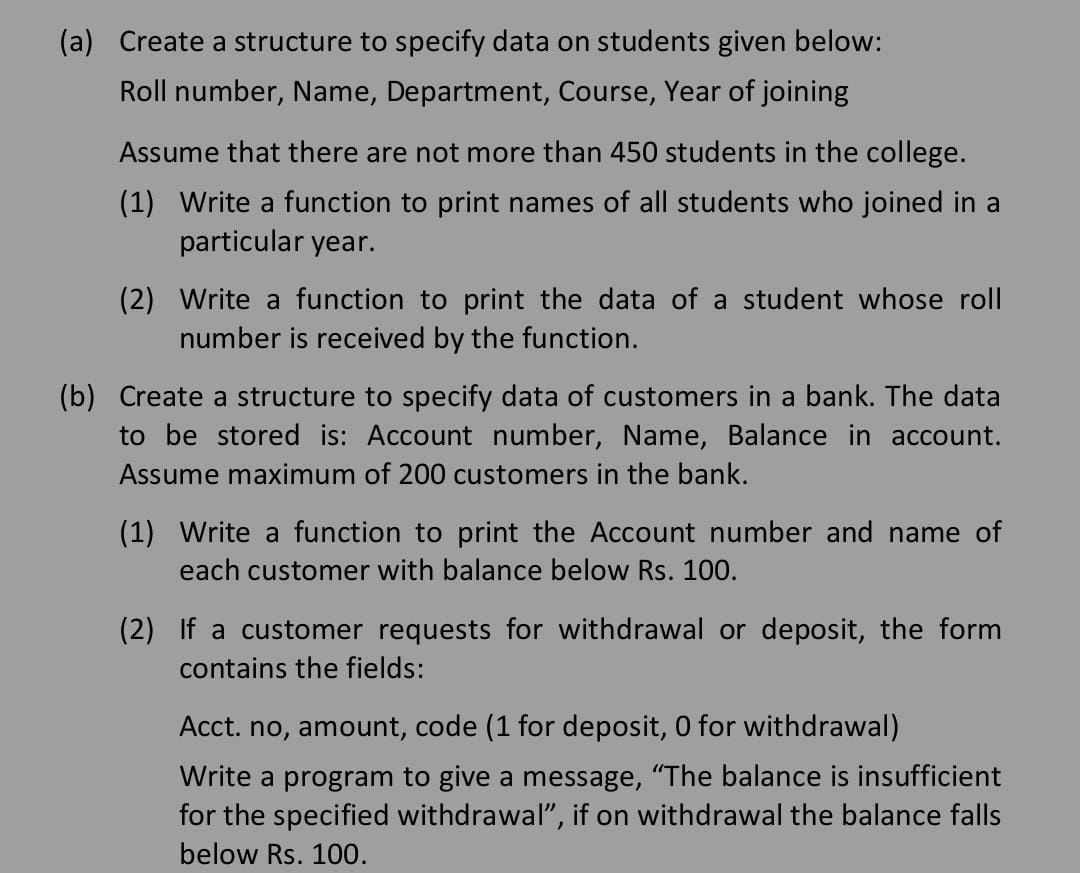 (a) Create a structure to specify data on students given below:
Roll number, Name, Department, Course, Year of joining
Assume that there are not more than 450 students in the college.
(1) Write a function to print names of all students who joined in a
particular year.
(2) Write a function to print the data of a student whose roll
number is received by the function.
(b) Create a structure to specify data of customers in a bank. The data
to be stored is: Account number, Name, Balance in account.
Assume maximum of 200 customers in the bank.
(1) Write a function to print the Account number and name of
each customer with balance below Rs. 100.
(2) If a customer requests for withdrawal or deposit, the form
contains the fields:
Acct. no, amount, code (1 for deposit, 0 for withdrawal)
Write a program to give a message, “The balance is insufficient
for the specified withdrawal”, if on withdrawal the balance falls
below Rs. 100.